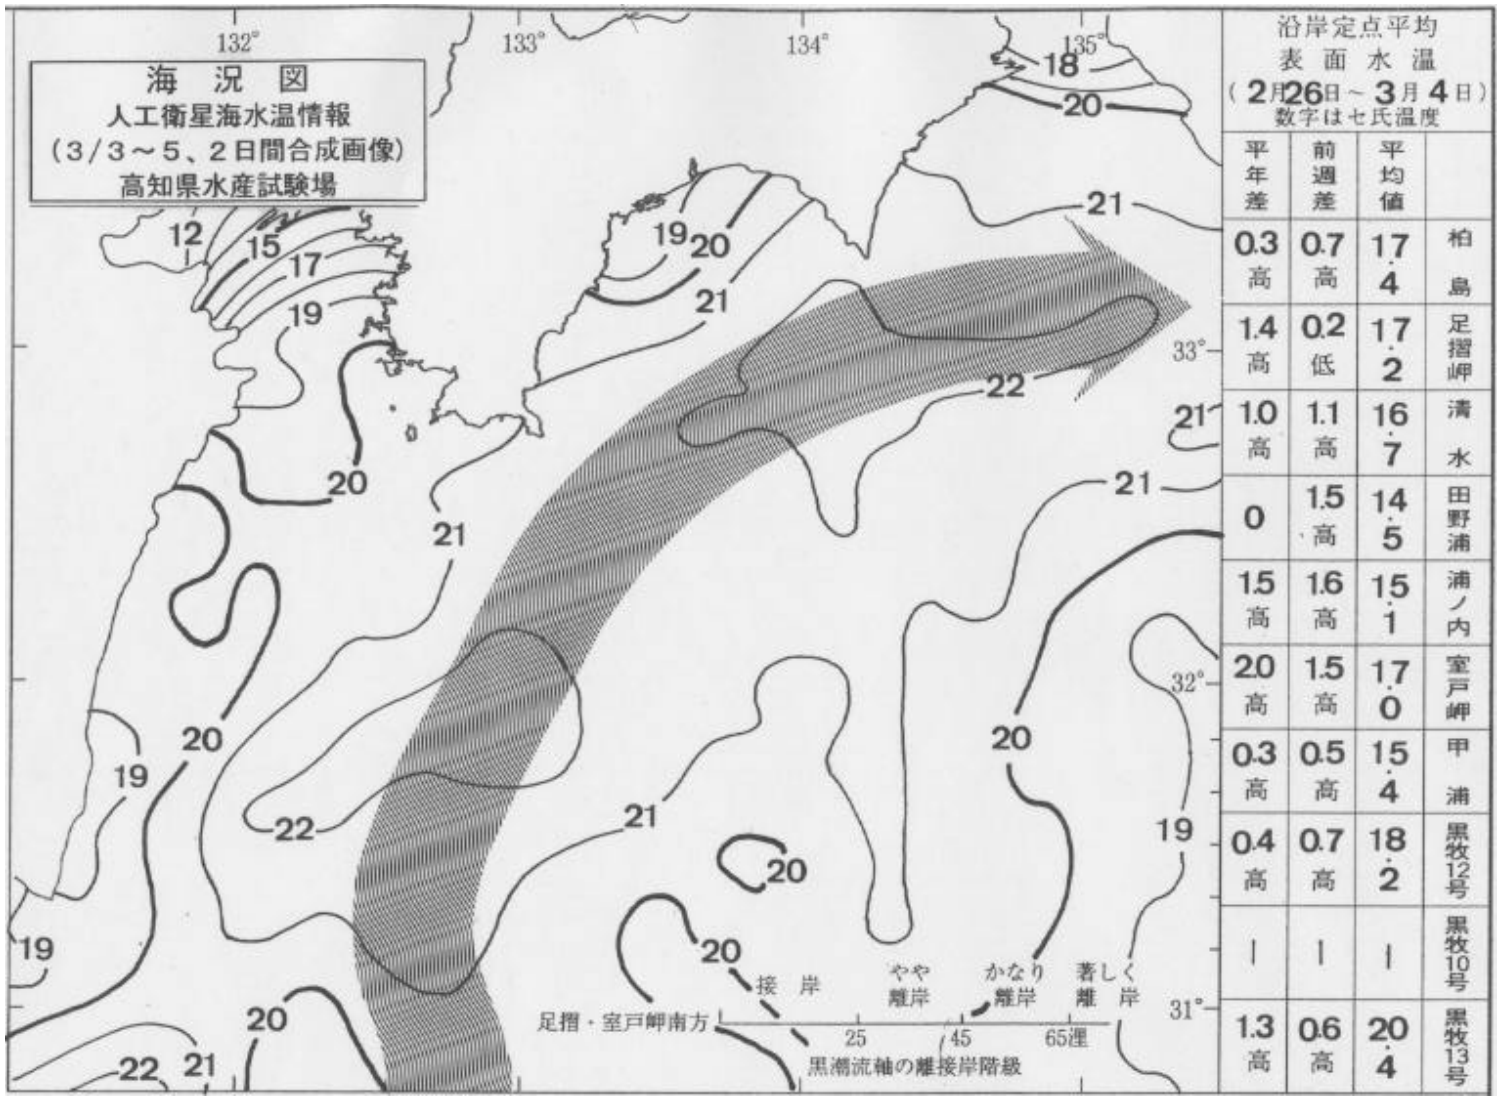 132°
133°
134°
135°
海況図
人工衛星海水温情報
(3/3～5、2日間合成画像)
高知県水産試験場
18
20
12
15
17
19
19
20
21
21
22
33°
21
20
21
21
32°
20
20
19
22
21
19
20
19
20
接岸
やや離岸
かなり離岸
著しく離岸
31°
足摺・室戸岬南方
25
45
65浬
黒潮流軸の離接岸階級
20
22
21
沿岸定点平均
表面水温
(2月26日～3月4日)
数字はセ氏温度
平年差 前週差 平均値
0.3高 0.7高 17.4 柏島
1.4高 0.2低 17.2 足摺岬
1.0高 1.1高 16.7 清水
0 1.5高 14.5 田野浦
1.5高 1.6高 15.1 浦ノ内
2.0高 1.5高 17.0 室戸岬
0.3高 0.5高 15.4 甲浦
0.4高 0.7高 18.2 黒牧12号
ー ー ー 黒牧10号
1.3高 0.6高 20.4 黒牧13号